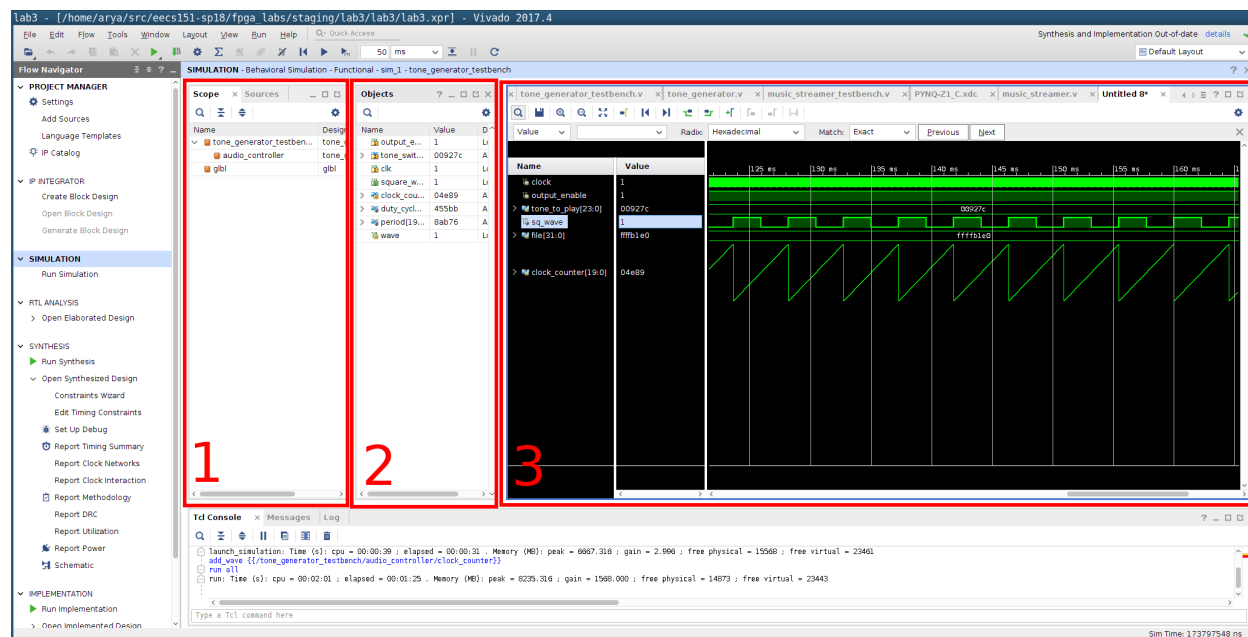 lab3 - [/home/arya/src/eecs151-sp18/fpga_labs/staging/lab3/lab3/lab3.xpr] - Vivado 2017.4
File Edit Flow Tools Window Layout View Run Help Q- Quick Access Synthesis and Implementation Out-of-date details
50 ms Default Layout
Flow Navigator
PROJECT MANAGER
Settings
Add Sources
Language Templates
IP Catalog
IP INTEGRATOR
Create Block Design
Open Block Design
Generate Block Design
SIMULATION
Run Simulation
RTL ANALYSIS
Open Elaborated Design
SYNTHESIS
Run Synthesis
Open Synthesized Design
Constraints Wizard
Edit Timing Constraints
Set Up Debug
Report Timing Summary
Report Clock Networks
Report Clock Interaction
Report Methodology
Report DRC
Report Utilization
Report Power
Schematic
IMPLEMENTATION
Run Implementation
Open Implemented Design
SIMULATION - Behavioral Simulation - Functional - sim_1 - tone_generator_testbench
Scope Sources
Name Design
tone_generator_testben... tone_
audio_controller tone_
glbl glbl
1
Objects
Name Value D
output_e... 1 Lo
tone_swit... 00927c A
clk 1 Lo
square_w... 1 Lo
clock_cou... 04e89 A
duty_cycl... 455bb A
period[19... 8ab76 A
wave 1 Lo
2
tone_generator_testbench.v tone_generator.v music_streamer_testbench.v PYNQ-Z1_C.xdc music_streamer.v Untitled 8*
Value Radix: Hexadecimal Match: Exact Previous Next
Name Value
125 ms 130 ms 135 ms 140 ms 145 ms 150 ms 155 ms 160 ms
clock 1
output_enable 1
tone_to_play[23:0] 00927c 00927c
sq_wave 1
file[31:0] ffffb1e0 ffffb1e0
clock_counter[19:0] 04e89
3
Tcl Console Messages Log
launch_simulation: Time (s): cpu = 00:00:39 ; elapsed = 00:00:31 . Memory (MB): peak = 6667.316 ; gain = 2.996 ; free physical = 15568 ; free virtual = 23461
add_wave {{/tone_generator_testbench/audio_controller/clock_counter}}
run all
run: Time (s): cpu = 00:02:01 ; elapsed = 00:01:25 . Memory (MB): peak = 8235.316 ; gain = 1568.000 ; free physical = 14873 ; free virtual = 23443
Type a Tcl command here
Sim Time: 173797548 ns